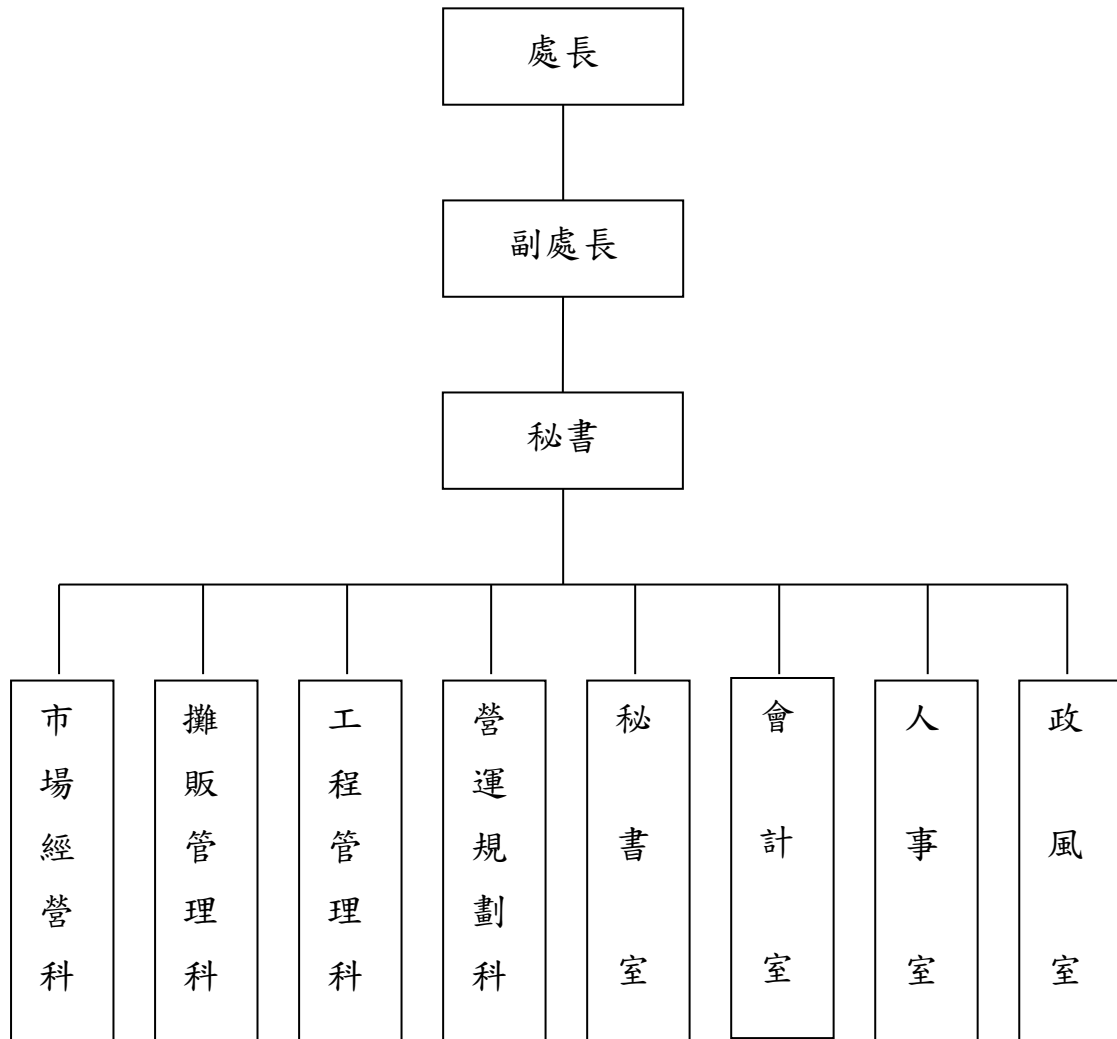 處長
副處長
秘書
市場經營科
攤販管理科
工程管理科
營運規劃科
秘書室
會計室
人事室
政風室